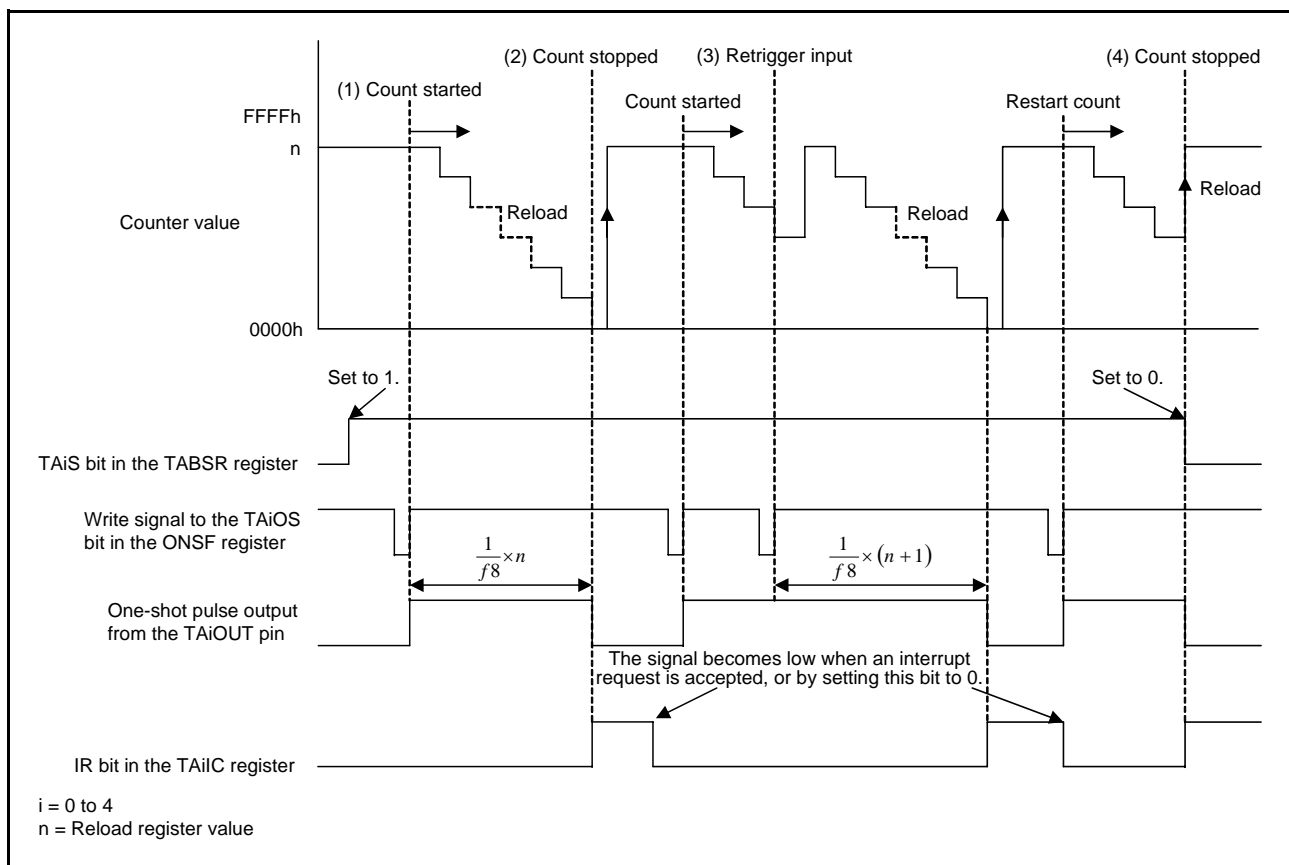 (2) Count stopped
(3) Retrigger input
(4) Count stopped
(1) Count started
Count started
Restart count
FFFFh
n
Reload
Reload
Reload
Counter value
0000h
Set to 1.
Set to 0.
TAiS bit in the TABSR register
Write signal to the TAiOS
bit in the ONSF register
1/f8 × n
1/f8 × (n + 1)
One-shot pulse output
from the TAiOUT pin
The signal becomes low when an interrupt
request is accepted, or by setting this bit to 0.
IR bit in the TAiIC register
i = 0 to 4
n = Reload register value